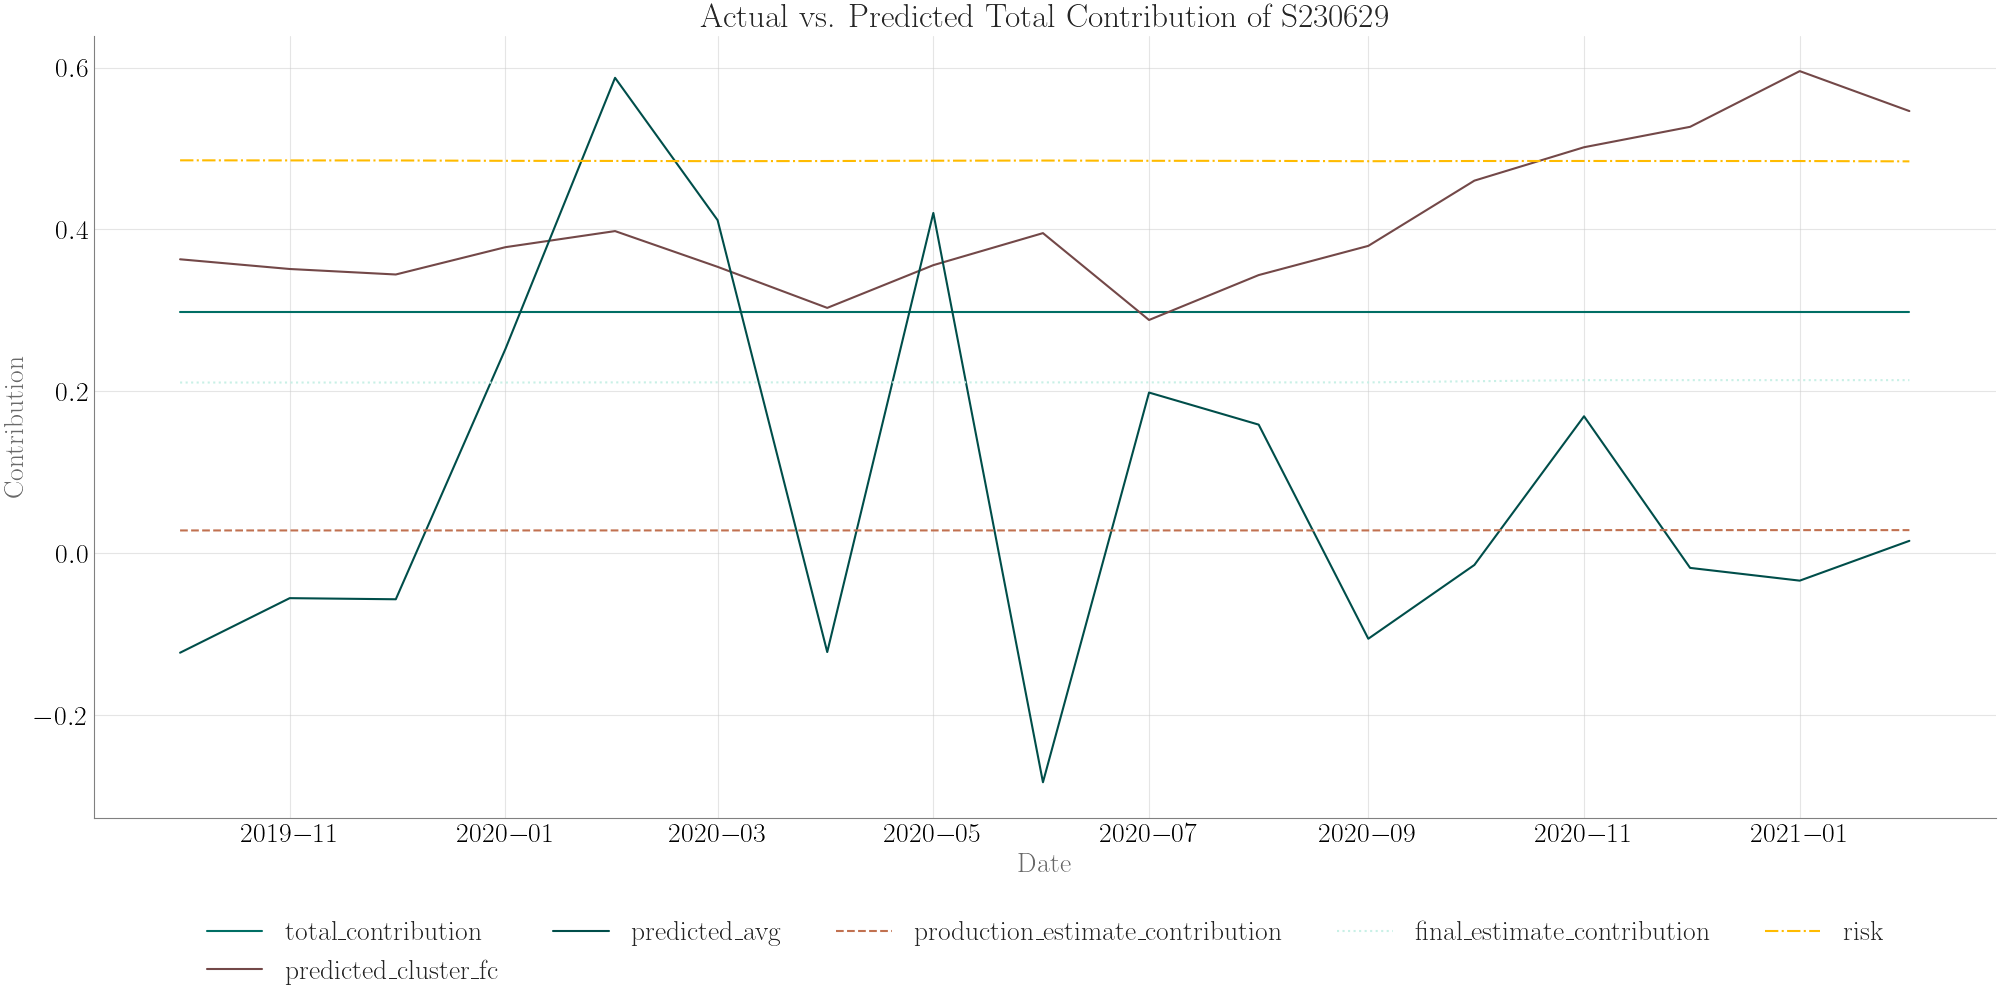 Actual vs. Predicted Total Contribution of S230629
0.6
0.4
0.2
0.0
−0.2
Contribution
2019−11 2020−01 2020−03 2020−05 2020−07 2020−09 2020−11 2021−01
Date
total_contribution predicted_avg production_estimate_contribution final_estimate_contribution risk
predicted_cluster_fc